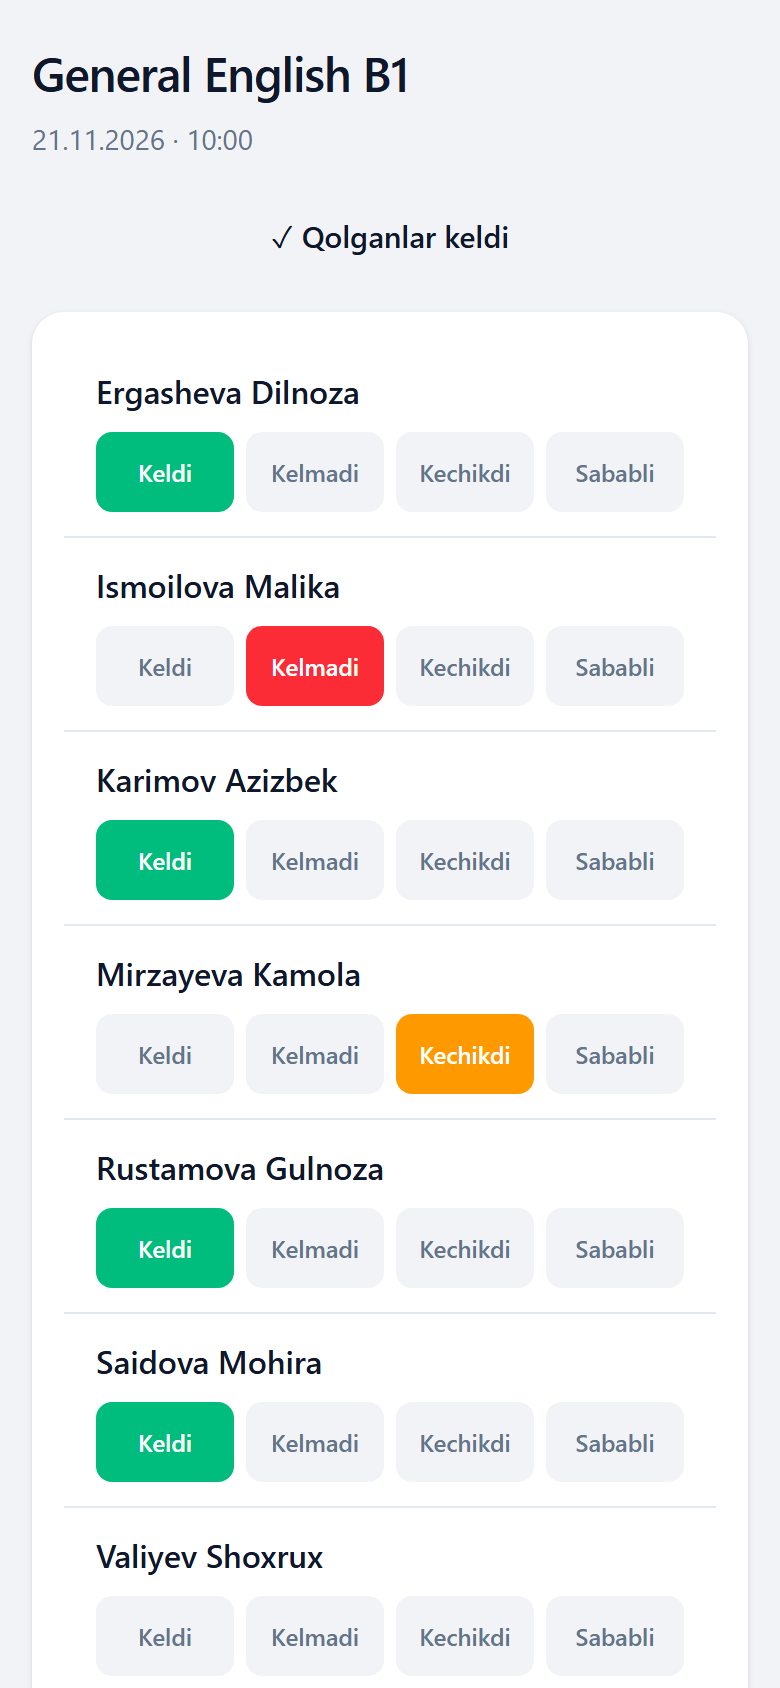 General English B1
21.11.2026 · 10:00
✓ Qolganlar keldi
Ergasheva Dilnoza
Keldi Kelmadi Kechikdi Sababli
Ismoilova Malika
Keldi Kelmadi Kechikdi Sababli
Karimov Azizbek
Keldi Kelmadi Kechikdi Sababli
Mirzayeva Kamola
Keldi Kelmadi Kechikdi Sababli
Rustamova Gulnoza
Keldi Kelmadi Kechikdi Sababli
Saidova Mohira
Keldi Kelmadi Kechikdi Sababli
Valiyev Shoxrux
Keldi Kelmadi Kechikdi Sababli